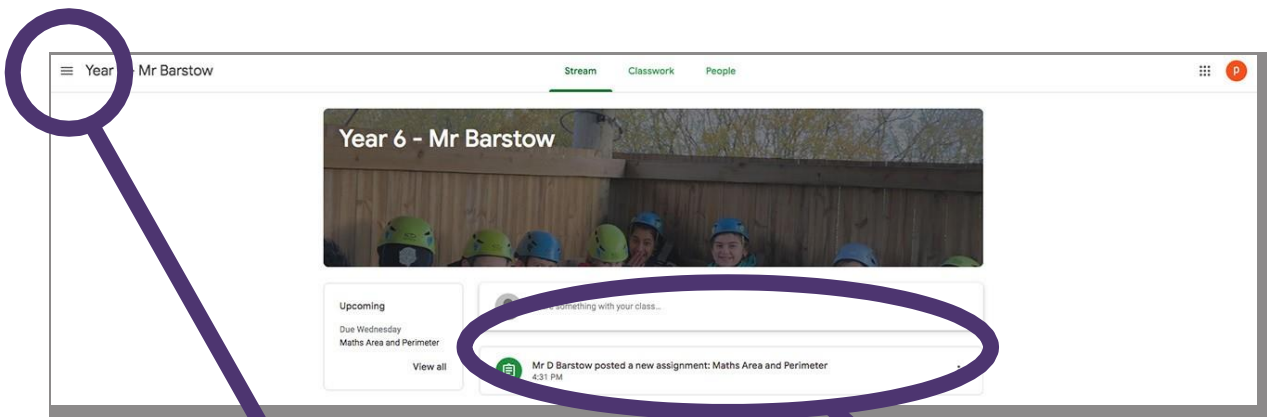 Year - Mr Barstow
Stream Classwork People
p
Year 6 - Mr Barstow
Upcoming
something with your class...
Due Wednesday
Maths Area and Perimeter
View all
Mr D Barstow posted a new assignment: Maths Area and Perimeter
4:31 PM